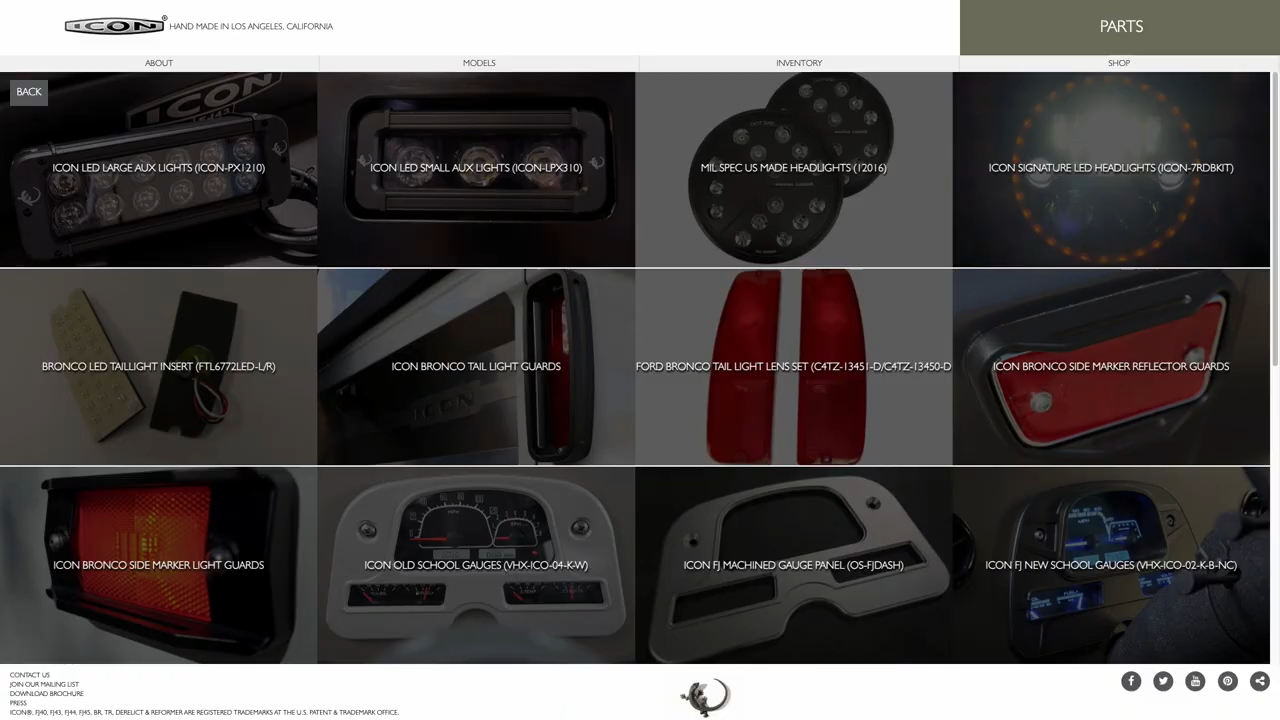 ICON®
HAND MADE IN LOS ANGELES, CALIFORNIA
PARTS
ABOUT
MODELS
INVENTORY
SHOP
BACK
ICON
FJ45
ICON LED LARGE AUX LIGHTS (ICON-PX1210)
ICON LED SMALL AUX LIGHTS (ICON-LPX310)
MIL SPEC US MADE HEADLIGHTS (12016)
ICON SIGNATURE LED HEADLIGHTS (ICON-7RDBKIT)
BRONCO LED TAILLIGHT INSERT (FTL6772LED-L/R)
ICON BRONCO TAIL LIGHT GUARDS
FORD BRONCO TAIL LIGHT LENS SET (C4TZ-13451-D/C4TZ-13450-D
ICON BRONCO SIDE MARKER REFLECTOR GUARDS
ICON
ICON BRONCO SIDE MARKER LIGHT GUARDS
ICON OLD SCHOOL GAUGES (VHX-ICO-04-K-W)
ICON FJ MACHINED GAUGE PANEL (OS-FJDASH)
ICON FJ NEW SCHOOL GAUGES (VHX-ICO-02-K-B-NC)
CONTACT US
JOIN OUR MAILING LIST
DOWNLOAD BROCHURE
PRESS
ICON®, FJ40, FJ43, FJ44, FJ45, BR, TR, DERELICT & REFORMER ARE REGISTERED TRADEMARKS AT THE U.S. PATENT & TRADEMARK OFFICE.